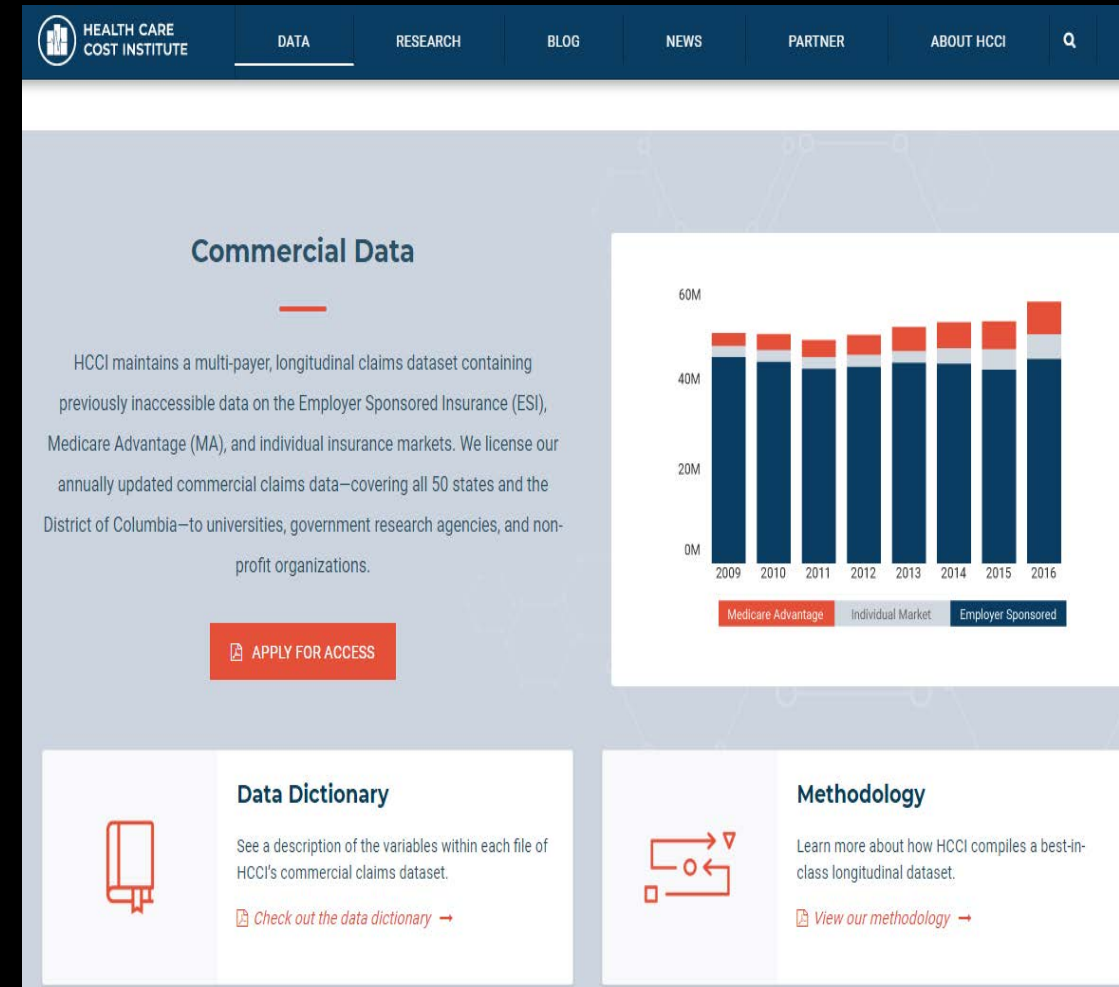 HEALTH CARE
COST INSTITUTE
DATA
RESEARCH
BLOG
NEWS
PARTNER
ABOUT HCCI
Commercial Data
HCCI maintains a multi-payer, longitudinal claims dataset containing
previously inaccessible data on the Employer Sponsored Insurance (ESI),
Medicare Advantage (MA), and individual insurance markets. We license our
annually updated commercial claims data—covering all 50 states and the
District of Columbia—to universities, government research agencies, and non-
profit organizations.
APPLY FOR ACCESS
60M
40M
20M
0M
2009 2010 2011 2012 2013 2014 2015 2016
Medicare Advantage Individual Market Employer Sponsored
Data Dictionary
See a description of the variables within each file of
HCCI's commercial claims dataset.
Check out the data dictionary →
Methodology
Learn more about how HCCI compiles a best-in-
class longitudinal dataset.
View our methodology →